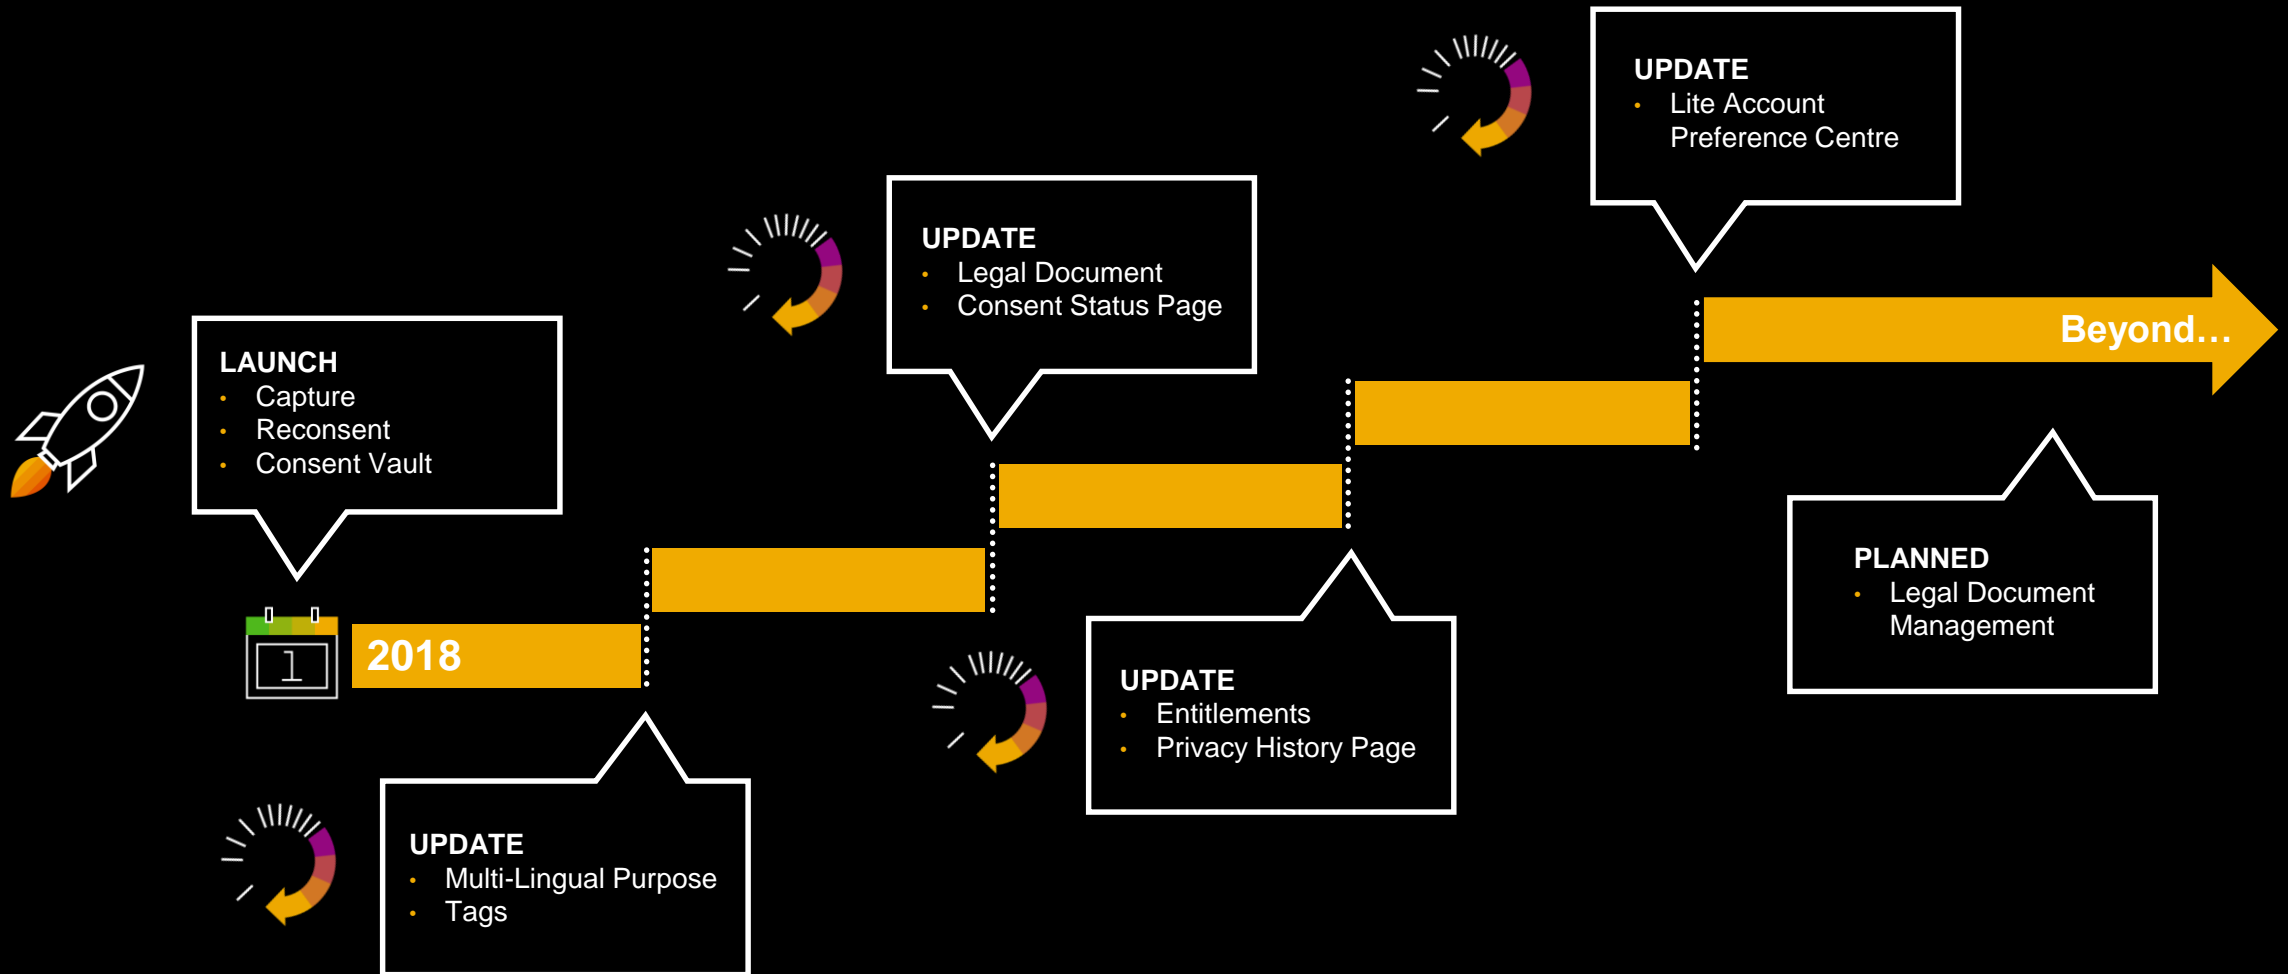 LAUNCH
• Capture
• Reconsent
• Consent Vault
1
2018
UPDATE
• Multi-Lingual Purpose
• Tags
UPDATE
• Legal Document
• Consent Status Page
UPDATE
• Entitlements
• Privacy History Page
UPDATE
• Lite Account
Preference Centre
Beyond…
PLANNED
• Legal Document
Management